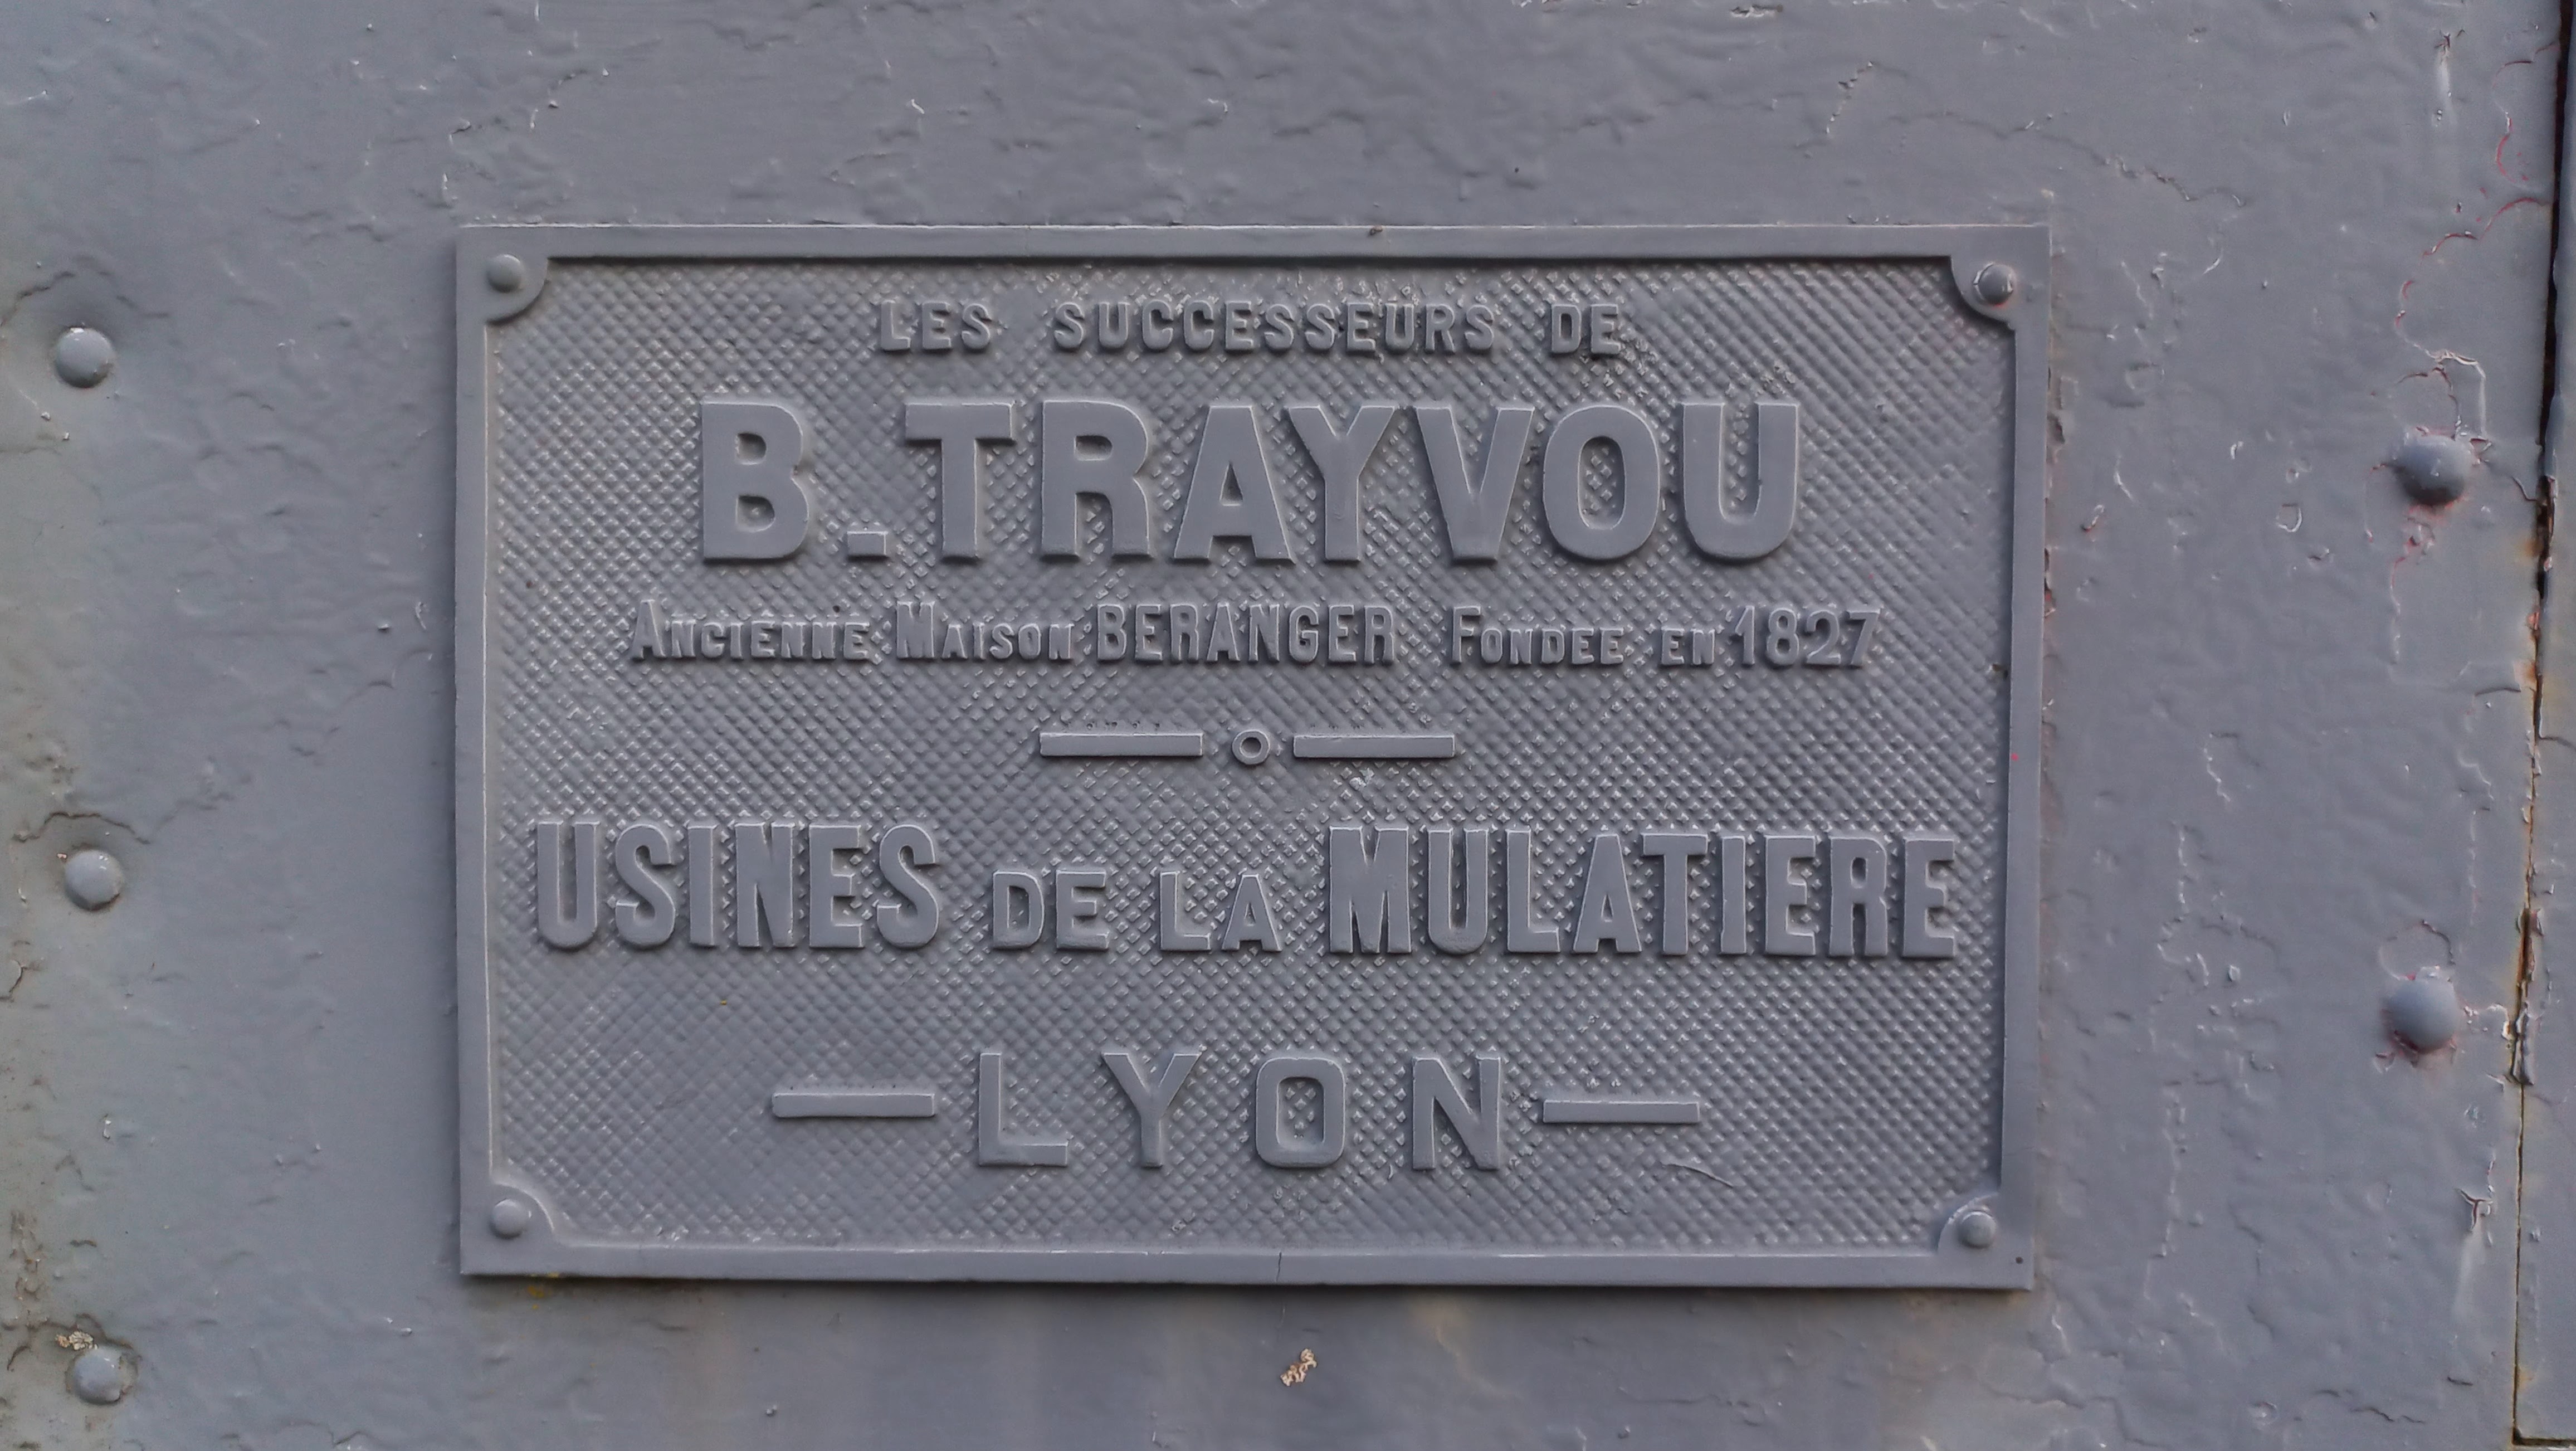 LES SUCCESSEURS DE
B. TRAYVOU
ANCIENNE MAISON BERANGER FONDEE EN 1827
USINES DE LA MULATIERE
LYON